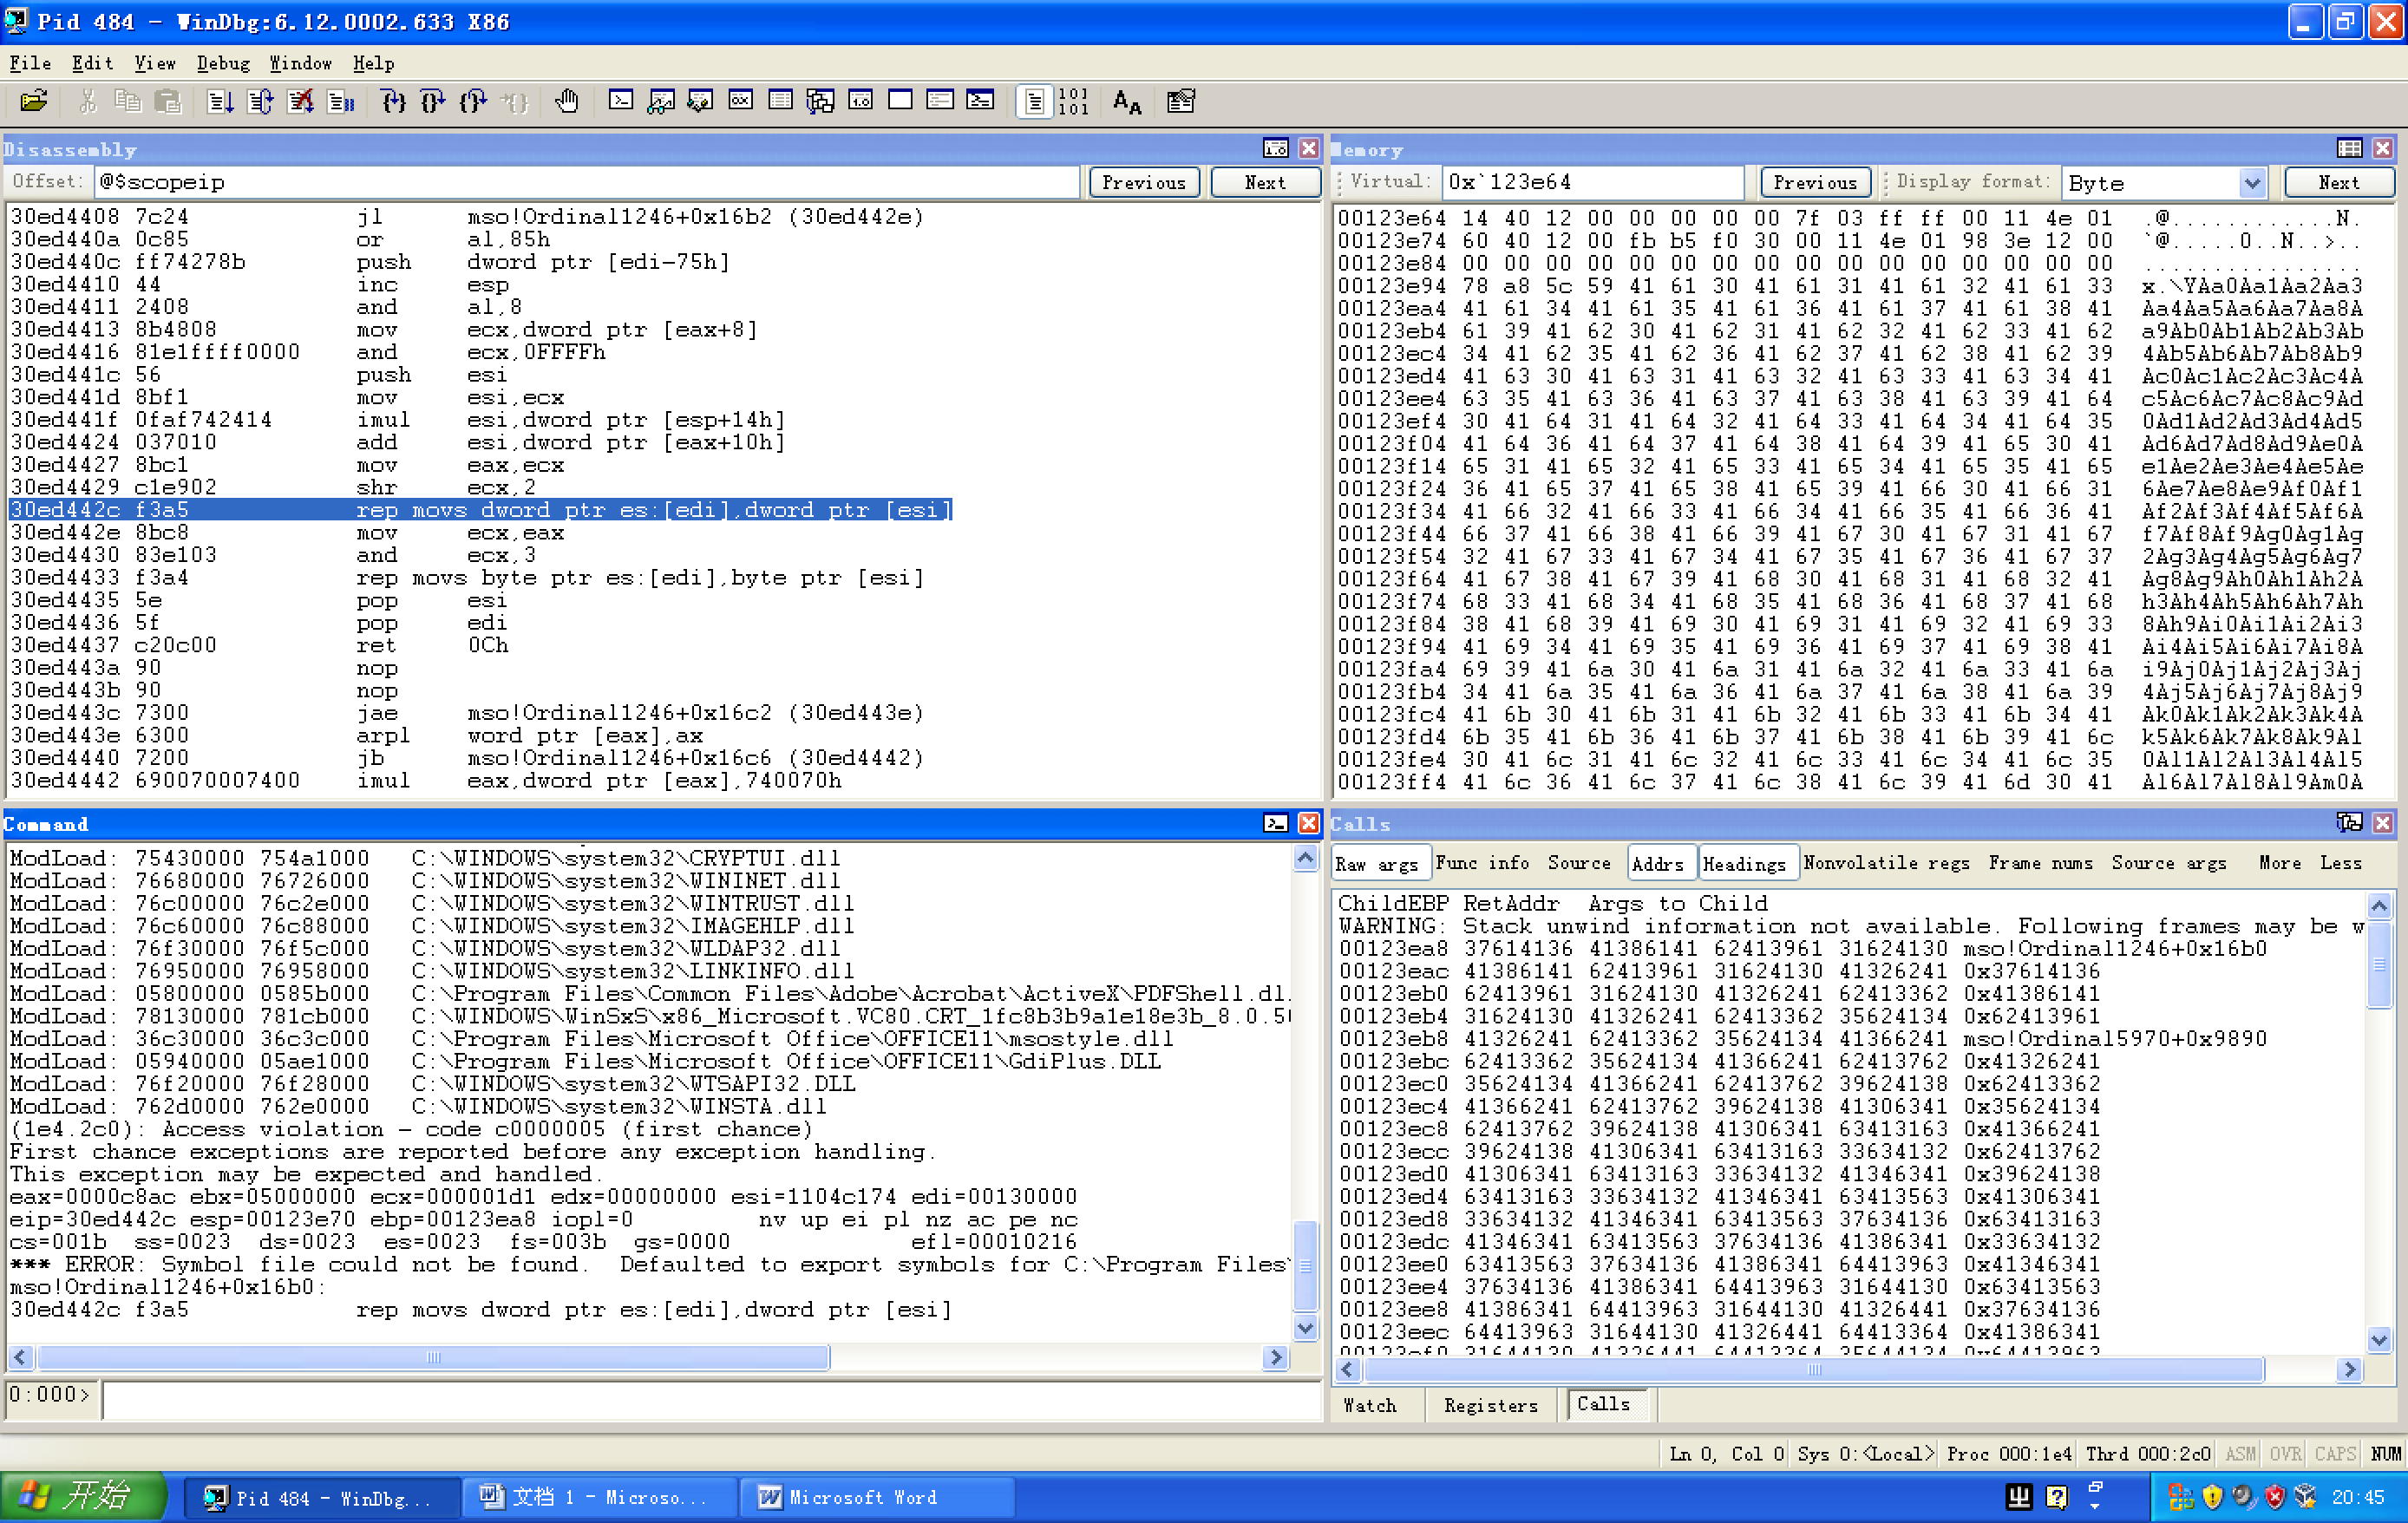 Pid 484 - WinDbg:6.12.0002.633 X86
File Edit View Debug Window Help
Disassembly
Offset: @$scopeip Previous Next
30ed4408 7c24 jl mso!Ordinal1246+0x16b2 (30ed442e)
30ed440a 0c85 or al,85h
30ed440c ff74278b push dword ptr [edi-75h]
30ed4410 44 inc esp
30ed4411 2408 and al,8
30ed4413 8b4808 mov ecx,dword ptr [eax+8]
30ed4416 81e1ffff0000 and ecx,0FFFFh
30ed441c 56 push esi
30ed441d 8bf1 mov esi,ecx
30ed441f 0faf742414 imul esi,dword ptr [esp+14h]
30ed4424 037010 add esi,dword ptr [eax+10h]
30ed4427 8bc1 mov eax,ecx
30ed4429 c1e902 shr ecx,2
30ed442c f3a5 rep movs dword ptr es:[edi],dword ptr [esi]
30ed442e 8bc8 mov ecx,eax
30ed4430 83e103 and ecx,3
30ed4433 f3a4 rep movs byte ptr es:[edi],byte ptr [esi]
30ed4435 5e pop esi
30ed4436 5f pop edi
30ed4437 c20c00 ret 0Ch
30ed443a 90 nop
30ed443b 90 nop
30ed443c 7300 jae mso!Ordinal1246+0x16c2 (30ed443e)
30ed443e 6300 arpl word ptr [eax],ax
30ed4440 7200 jb mso!Ordinal1246+0x16c6 (30ed4442)
30ed4442 690070007400 imul eax,dword ptr [eax],740070h
Memory
Virtual: 0x`123e64 Previous Display format: Byte Next
00123e64 14 40 12 00 00 00 00 00 7f 03 ff ff 00 11 4e 01 .@............N.
00123e74 60 40 12 00 fb b5 f0 30 00 11 4e 01 98 3e 12 00 `@.....0..N..>..
00123e84 00 00 00 00 00 00 00 00 00 00 00 00 00 00 00 00 ................
00123e94 78 a8 5c 59 41 61 30 41 61 31 41 61 32 41 61 33 x.\YAa0Aa1Aa2Aa3
00123ea4 41 61 34 41 61 35 41 61 36 41 61 37 41 61 38 41 Aa4Aa5Aa6Aa7Aa8A
00123eb4 61 39 41 62 30 41 62 31 41 62 32 41 62 33 41 62 a9Ab0Ab1Ab2Ab3Ab
00123ec4 34 41 62 35 41 62 36 41 62 37 41 62 38 41 62 39 4Ab5Ab6Ab7Ab8Ab9
00123ed4 41 63 30 41 63 31 41 63 32 41 63 33 41 63 34 41 Ac0Ac1Ac2Ac3Ac4A
00123ee4 63 35 41 63 36 41 63 37 41 63 38 41 63 39 41 64 c5Ac6Ac7Ac8Ac9Ad
00123ef4 30 41 64 31 41 64 32 41 64 33 41 64 34 41 64 35 0Ad1Ad2Ad3Ad4Ad5
00123f04 41 64 36 41 64 37 41 64 38 41 64 39 41 65 30 41 Ad6Ad7Ad8Ad9Ae0A
00123f14 65 31 41 65 32 41 65 33 41 65 34 41 65 35 41 65 e1Ae2Ae3Ae4Ae5Ae
00123f24 36 41 65 37 41 65 38 41 65 39 41 66 30 41 66 31 6Ae7Ae8Ae9Af0Af1
00123f34 41 66 32 41 66 33 41 66 34 41 66 35 41 66 36 41 Af2Af3Af4Af5Af6A
00123f44 66 37 41 66 38 41 66 39 41 67 30 41 67 31 41 67 f7Af8Af9Ag0Ag1Ag
00123f54 32 41 67 33 41 67 34 41 67 35 41 67 36 41 67 37 2Ag3Ag4Ag5Ag6Ag7
00123f64 41 67 38 41 67 39 41 68 30 41 68 31 41 68 32 41 Ag8Ag9Ah0Ah1Ah2A
00123f74 68 33 41 68 34 41 68 35 41 68 36 41 68 37 41 68 h3Ah4Ah5Ah6Ah7Ah
00123f84 38 41 68 39 41 69 30 41 69 31 41 69 32 41 69 33 8Ah9Ai0Ai1Ai2Ai3
00123f94 41 69 34 41 69 35 41 69 36 41 69 37 41 69 38 41 Ai4Ai5Ai6Ai7Ai8A
00123fa4 69 39 41 6a 30 41 6a 31 41 6a 32 41 6a 33 41 6a i9Aj0Aj1Aj2Aj3Aj
00123fb4 34 41 6a 35 41 6a 36 41 6a 37 41 6a 38 41 6a 39 4Aj5Aj6Aj7Aj8Aj9
00123fc4 41 6b 30 41 6b 31 41 6b 32 41 6b 33 41 6b 34 41 Ak0Ak1Ak2Ak3Ak4A
00123fd4 6b 35 41 6b 36 41 6b 37 41 6b 38 41 6b 39 41 6c k5Ak6Ak7Ak8Ak9Al
00123fe4 30 41 6c 31 41 6c 32 41 6c 33 41 6c 34 41 6c 35 0Al1Al2Al3Al4Al5
00123ff4 41 6c 36 41 6c 37 41 6c 38 41 6c 39 41 6d 30 41 Al6Al7Al8Al9Am0A
Command
ModLoad: 75430000 754a1000 C:\WINDOWS\system32\CRYPTUI.dll
ModLoad: 76680000 76726000 C:\WINDOWS\system32\WININET.dll
ModLoad: 76c00000 76c2e000 C:\WINDOWS\system32\WINTRUST.dll
ModLoad: 76c60000 76c88000 C:\WINDOWS\system32\IMAGEHLP.dll
ModLoad: 76f30000 76f5c000 C:\WINDOWS\system32\WLDAP32.dll
ModLoad: 76950000 76958000 C:\WINDOWS\system32\LINKINFO.dll
ModLoad: 05800000 0585b000 C:\Program Files\Common Files\Adobe\Acrobat\ActiveX\PDFShell.dl
ModLoad: 78130000 781cb000 C:\WINDOWS\WinSxS\x86_Microsoft.VC80.CRT_1fc8b3b9a1e18e3b_8.0.50
ModLoad: 36c30000 36c3c000 C:\Program Files\Microsoft Office\OFFICE11\msostyle.dll
ModLoad: 05940000 05ae1000 C:\Program Files\Microsoft Office\OFFICE11\GdiPlus.DLL
ModLoad: 76f20000 76f28000 C:\WINDOWS\system32\WTSAPI32.DLL
ModLoad: 762d0000 762e0000 C:\WINDOWS\system32\WINSTA.dll
(1e4.2c0): Access violation - code c0000005 (first chance)
First chance exceptions are reported before any exception handling.
This exception may be expected and handled.
eax=0000c8ac ebx=05000000 ecx=000001d1 edx=00000000 esi=1104c174 edi=00130000
eip=30ed442c esp=00123e70 ebp=00123ea8 iopl=0 nv up ei pl nz ac pe nc
cs=001b ss=0023 ds=0023 es=0023 fs=003b gs=0000 efl=00010216
*** ERROR: Symbol file could not be found. Defaulted to export symbols for C:\Program Files\
mso!Ordinal1246+0x16b0:
30ed442c f3a5 rep movs dword ptr es:[edi],dword ptr [esi]
0:000>
Calls
Raw args Func info Source Addrs Headings Nonvolatile regs Frame nums Source args More Less
ChildEBP RetAddr Args to Child
WARNING: Stack unwind information not available. Following frames may be w
00123ea8 37614136 41386141 62413961 31624130 mso!Ordinal1246+0x16b0
00123eac 41386141 62413961 31624130 41326241 0x37614136
00123eb0 62413961 31624130 41326241 62413362 0x41386141
00123eb4 31624130 41326241 62413362 35624134 0x62413961
00123eb8 41326241 62413362 35624134 41366241 mso!Ordinal5970+0x9890
00123ebc 62413362 35624134 41366241 62413762 0x41326241
00123ec0 35624134 41366241 62413762 39624138 0x62413362
00123ec4 41366241 62413762 39624138 41306341 0x35624134
00123ec8 62413762 39624138 41306341 63413163 0x41366241
00123ecc 39624138 41306341 63413163 33634132 0x62413762
00123ed0 41306341 63413163 33634132 41346341 0x39624138
00123ed4 63413163 33634132 41346341 63413563 0x41306341
00123ed8 33634132 41346341 63413563 37634136 0x63413163
00123edc 41346341 63413563 37634136 41386341 0x33634132
00123ee0 63413563 37634136 41386341 64413963 0x41346341
00123ee4 37634136 41386341 64413963 31644130 0x63413563
00123ee8 41386341 64413963 31644130 41326441 0x37634136
00123eec 64413963 31644130 41326441 64413364 0x41386341
00123ef0 31644130 41326441 64413364 35644134 0x64413963
Watch Registers Calls
Ln 0, Col 0 Sys 0:<Local> Proc 000:1e4 Thrd 000:2c0 ASM OVR CAPS NUM
开始 Pid 484 - WinDbg... 文档 1 - Microso... Microsoft Word 20:45